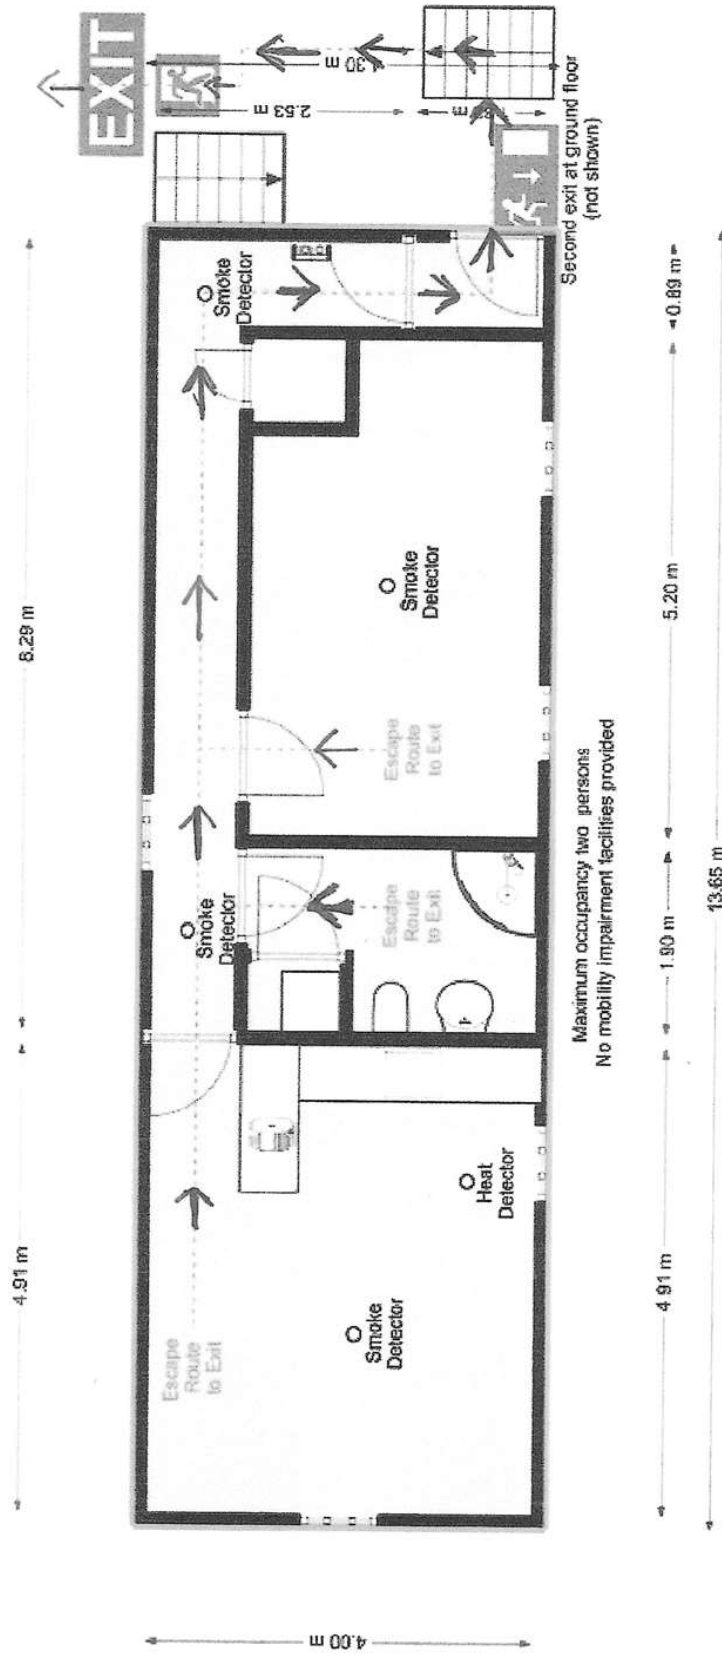 8.29 m
4.91 m
EXIT
4.30 m
2.53 m
Second exit at ground floor
(not shown)
Smoke
Detector
Smoke
Detector
Smoke
Detector
Escape
Route
to Exit
Escape
Route
to Exit
Escape
Route
to Exit
Heat
Detector
Smoke
Detector
Maximum occupancy two persons
No mobility impairment facilities provided
4.91 m
1.90 m
5.20 m
0.89 m
13.65 m
4.00 m